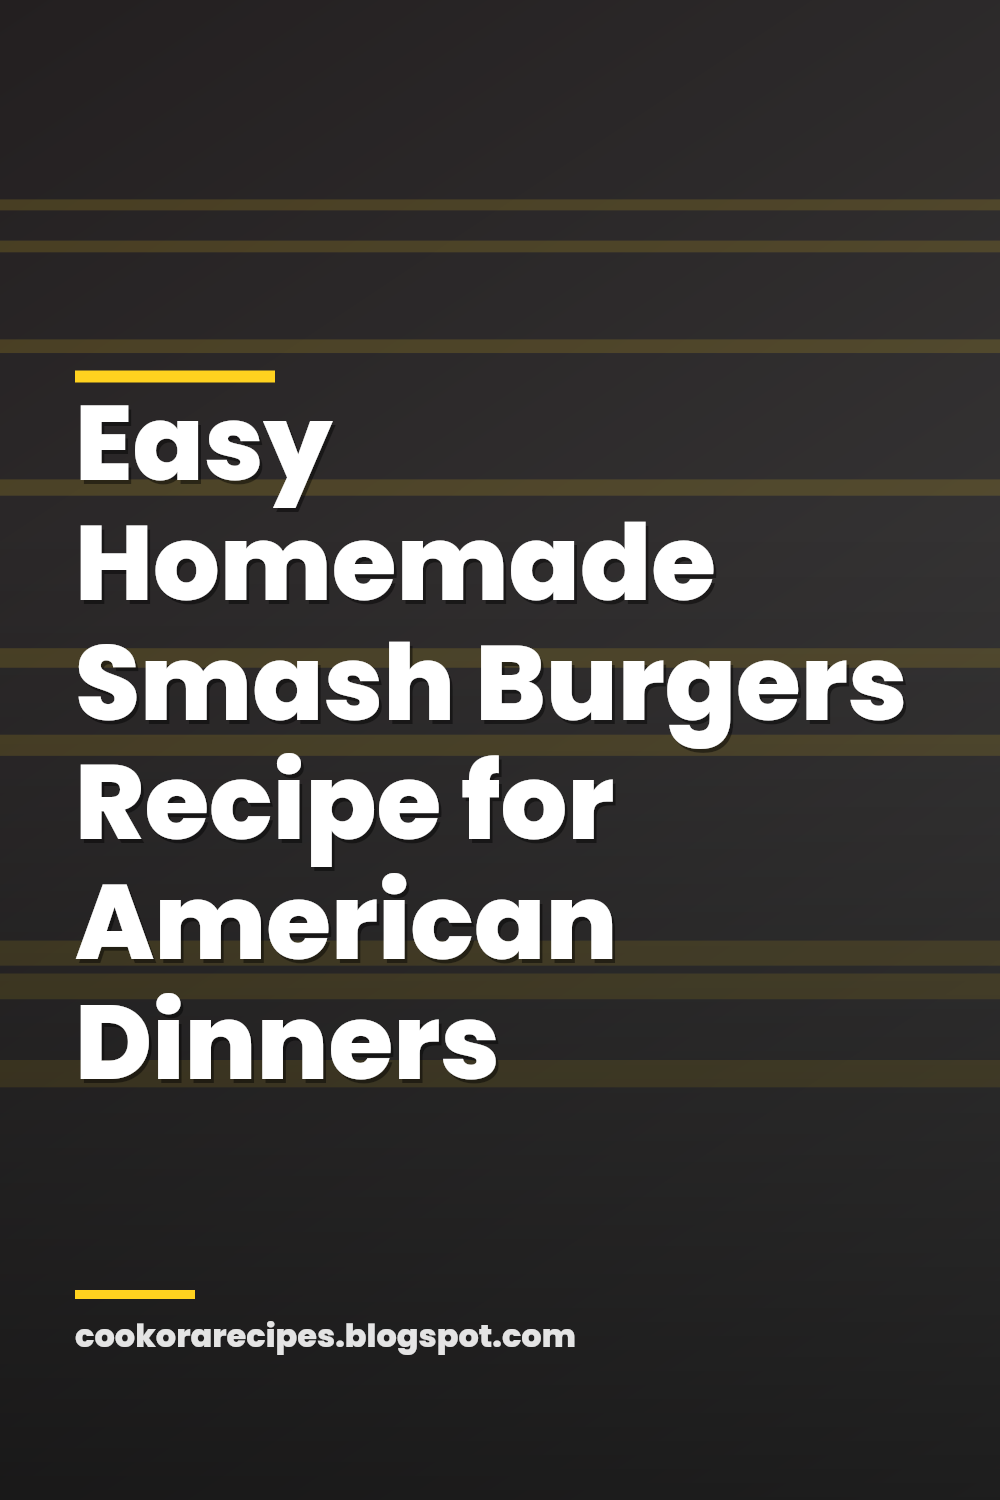 Easy
Homemade
Smash Burgers
Recipe for
American
Dinners
cookorarecipes.blogspot.com